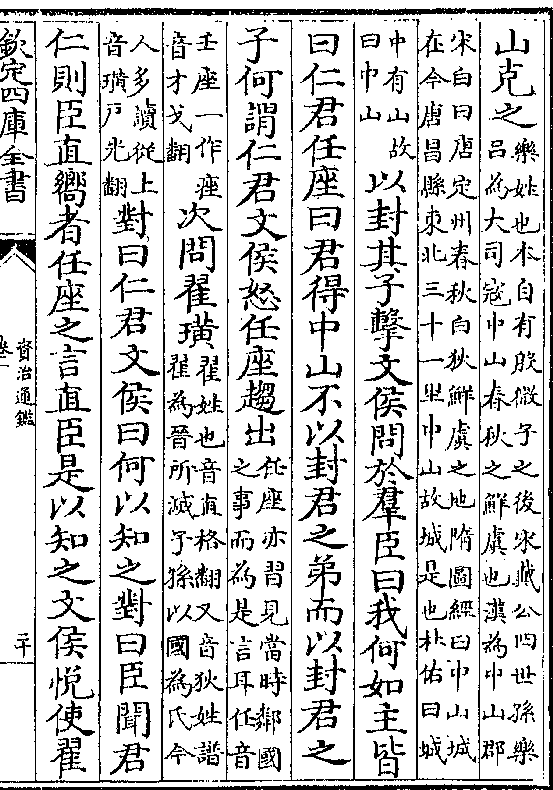 山克之樂姓也本自有殷微子之後宋戴公四世孫樂
呂為大司寇中山春秋之鮮虞也漢為中山郡
宋白曰唐定州春秋白狄鮮虞之地隋圖經曰中山城
在今唐昌縣東北三十一里中山故城是也杜佑曰城
中有山故
曰中山
以封其子擊文侯問於羣臣曰我何如主皆
曰仁君任座曰君得中山不以封君之弟而以封君之
子何謂仁君文侯怒任座趨出任座亦習見當時鄰國
之事而為是言耳任音
壬座一作痤
音才戈翻
次問翟璜翟姓也音直格翻又音狄姓譜
翟為晉所滅子孫以國為氏今
人多讀從上
音璜戸光翻
對曰仁君文侯曰何以知之對曰臣聞君
仁則臣直嚮者任座之言直臣是以知之文侯悦使翟
欽定四庫全書
資治通鑑
卷一
二十